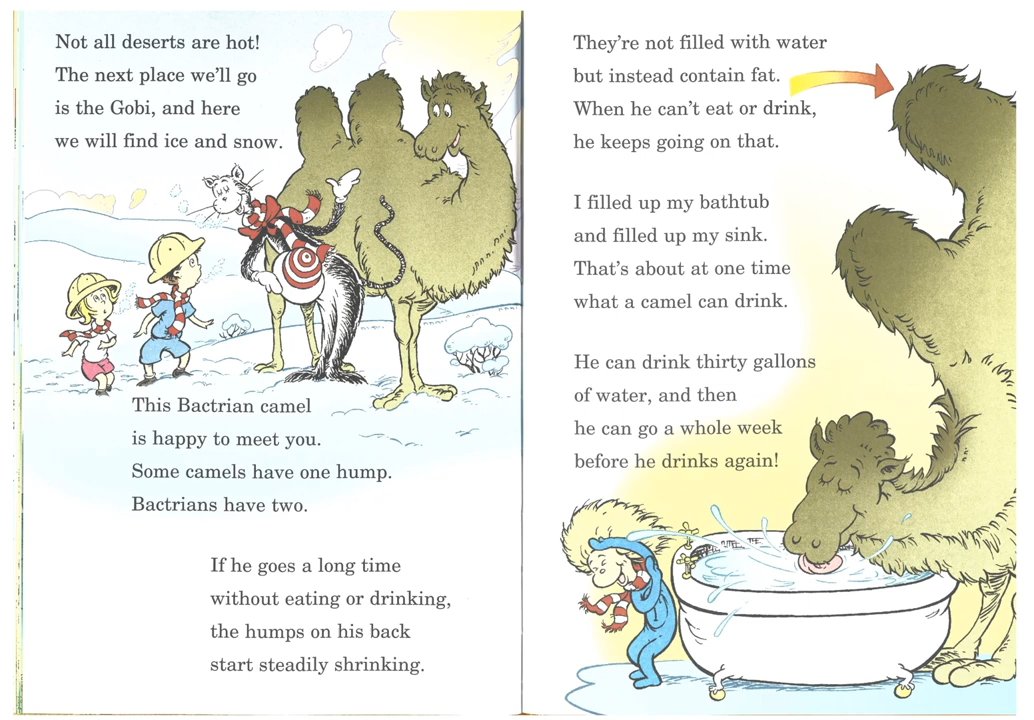 Not all deserts are hot!
The next place we'll go
is the Gobi, and here
we will find ice and snow.
This Bactrian camel
is happy to meet you.
Some camels have one hump.
Bactrians have two.
If he goes a long time
without eating or drinking,
the humps on his back
start steadily shrinking.
They're not filled with water
but instead contain fat.
When he can't eat or drink,
he keeps going on that.
I filled up my bathtub
and filled up my sink.
That's about at one time
what a camel can drink.
He can drink thirty gallons
of water, and then
he can go a whole week
before he drinks again!